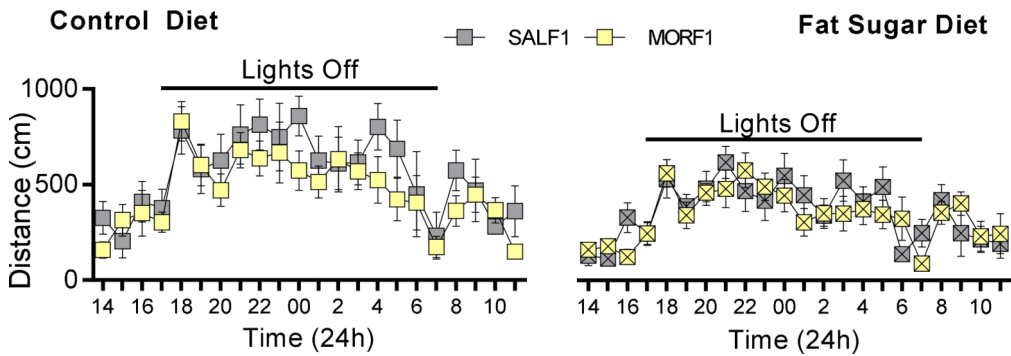 Control Diet
SALF1 MORF1
Fat Sugar Diet
Lights Off
Lights Off
Distance (cm)
1000
500
0
14 16 18 20 22 00 2 4 6 8 10
14 16 18 20 22 00 2 4 6 8 10
Time (24h)
Time (24h)